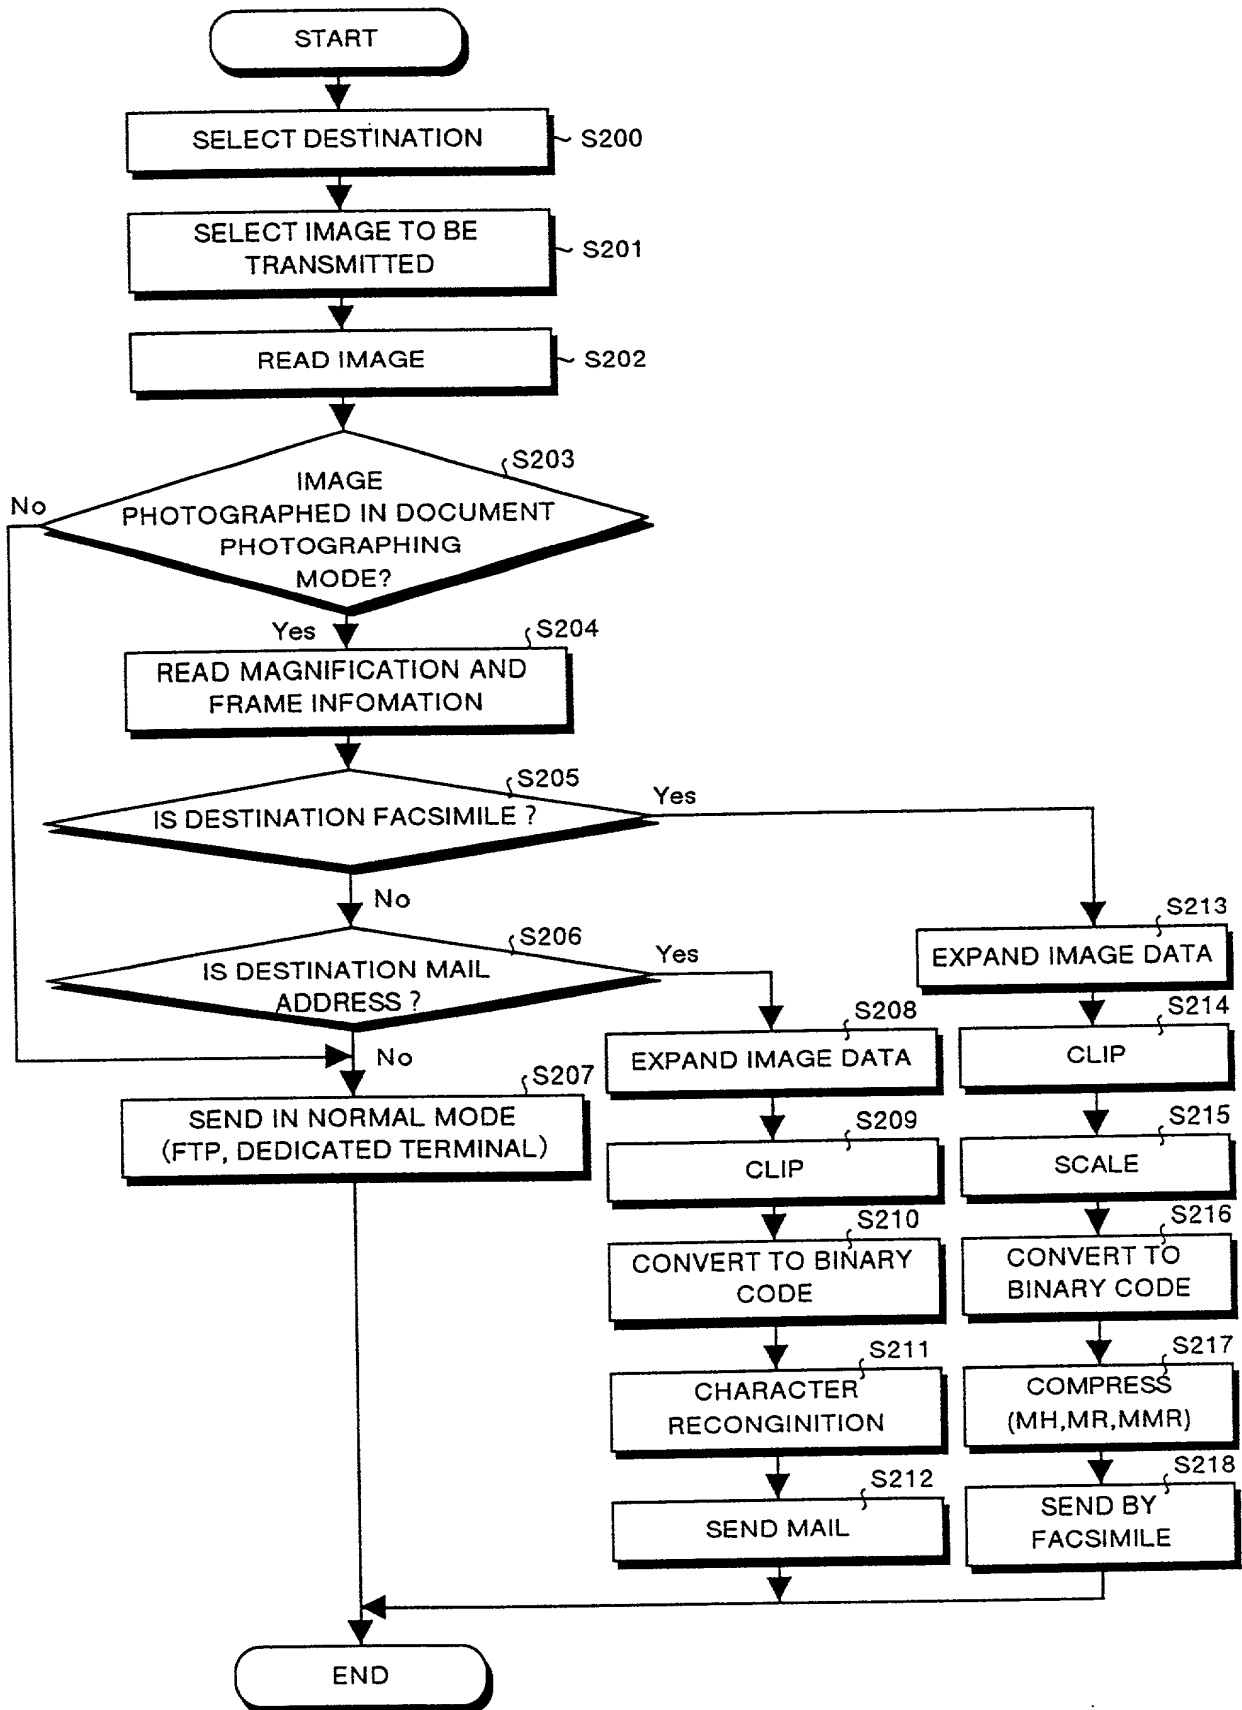 START
SELECT DESTINATION
S200
SELECT IMAGE TO BE
TRANSMITTED
S201
READ IMAGE
S202
S203
IMAGE
PHOTOGRAPHED IN DOCUMENT
PHOTOGRAPHING
MODE?
No
Yes
S204
READ MAGNIFICATION AND
FRAME INFOMATION
S205
IS DESTINATION FACSIMILE ?
Yes
No
S206
IS DESTINATION MAIL
ADDRESS ?
Yes
No
S207
SEND IN NORMAL MODE
(FTP, DEDICATED TERMINAL)
S208
EXPAND IMAGE DATA
S209
CLIP
S210
CONVERT TO BINARY
CODE
S211
CHARACTER
RECONGINITION
S212
SEND MAIL
S213
EXPAND IMAGE DATA
S214
CLIP
S215
SCALE
S216
CONVERT TO
BINARY CODE
S217
COMPRESS
(MH,MR,MMR)
S218
SEND BY
FACSIMILE
END